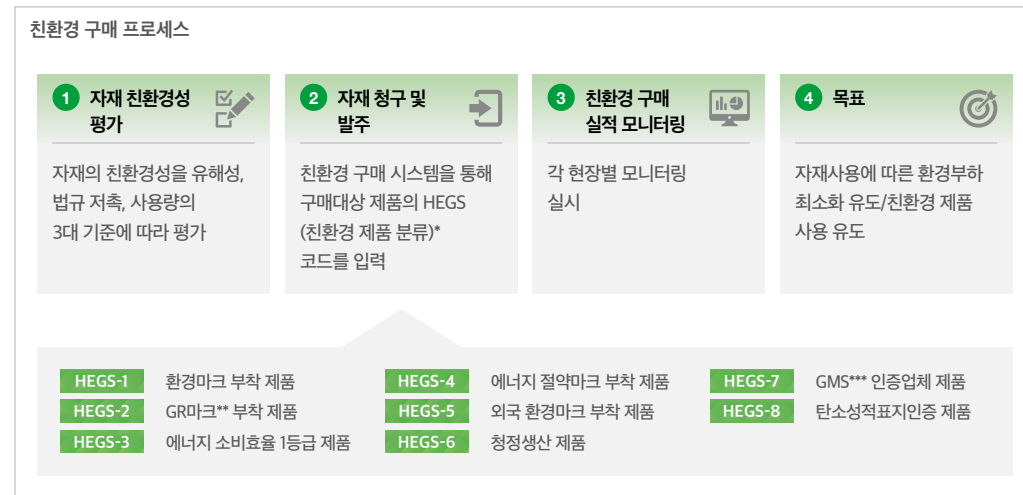 친환경 구매 프로세스
1 자재 친환경성
평가
자재의 친환경성을 유해성,
법규 저촉, 사용량의
3대 기준에 따라 평가
2 자재 청구 및
발주
친환경 구매 시스템을 통해
구매대상 제품의 HEGS
(친환경 제품 분류)*
코드를 입력
3 친환경 구매
실적 모니터링
각 현장별 모니터링
실시
4 목표
자재사용에 따른 환경부하
최소화 유도/친환경 제품
사용 유도
HEGS-1 환경마크 부착 제품
HEGS-2 GR마크** 부착 제품
HEGS-3 에너지 소비효율 1등급 제품
HEGS-4 에너지 절약마크 부착 제품
HEGS-5 외국 환경마크 부착 제품
HEGS-6 청정생산 제품
HEGS-7 GMS*** 인증업체 제품
HEGS-8 탄소성적표지인증 제품